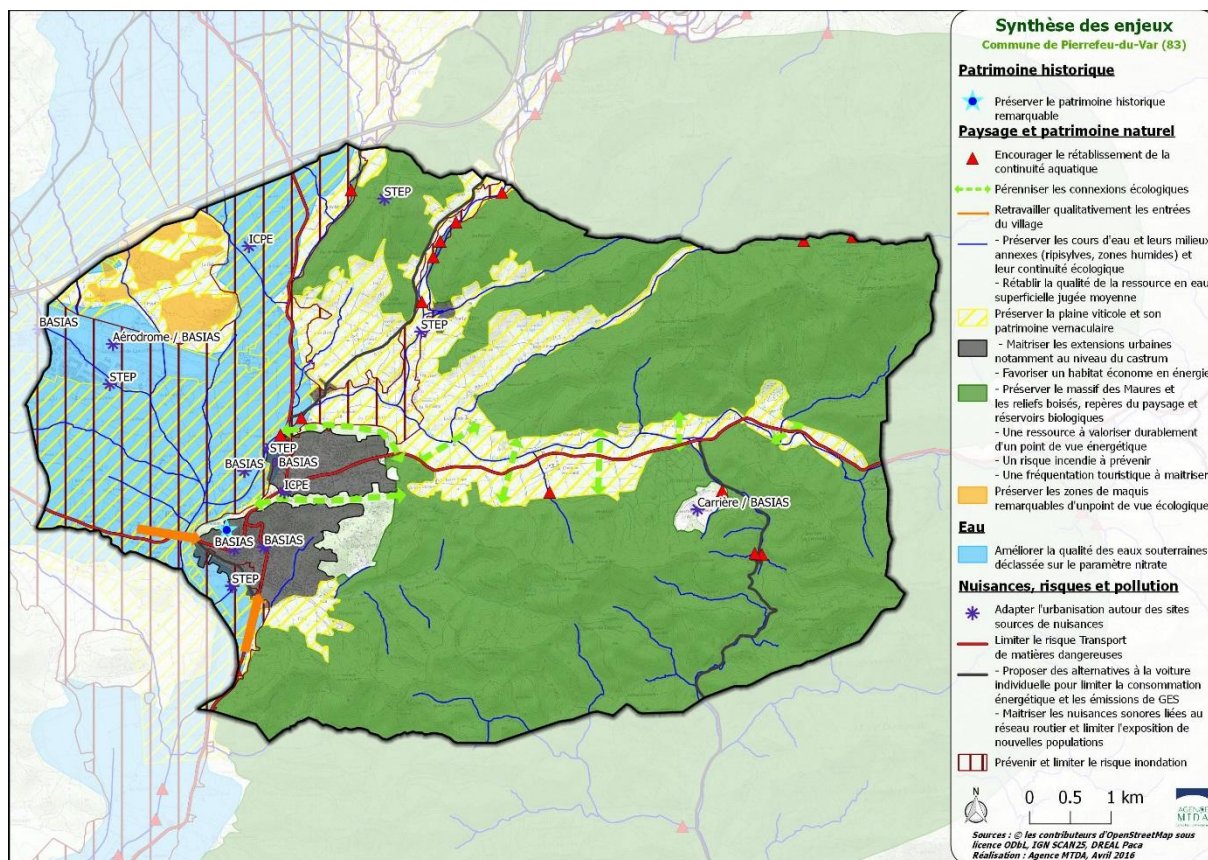 Synthèse des enjeux
Commune de Pierrefeu-du-Var (83)
Patrimoine historique
Préserver le patrimoine historique
remarquable
Paysage et patrimoine naturel
Encourager le rétablissement de la
continuité aquatique
Pérenniser les connexions écologiques
Retravailler qualitativement les entrées
du village
- Préserver les cours d'eau et leurs milieux
annexes (ripisylves, zones humides) et
leur continuité écologique
- Rétablir la qualité de la ressource en eau
superficielle jugée moyenne
Préserver la plaine viticole et son
patrimoine vernaculaire
- Maitriser les extensions urbaines
notamment au niveau du castrum
- Favoriser un habitat économe en énergie
- Préserver le massif des Maures et
les reliefs boisés, repères du paysage et
réservoirs biologiques
- Une ressource à valoriser durablement
d'un point de vue énergétique
- Un risque incendie à prévenir
- Une fréquentation touristique à maitriser
Préserver les zones de maquis
remarquables d'unpoint de vue écologique
Eau
Améliorer la qualité des eaux souterraines
déclassée sur le paramètre nitrate
Nuisances, risques et pollution
Adapter l'urbanisation autour des sites
sources de nuisances
Limiter le risque Transport
de matières dangereuses
- Proposer des alternatives à la voiture
individuelle pour limiter la consommation
énergétique et les émissions de GES
- Maitriser les nuisances sonores liées au
réseau routier et limiter l'exposition de
nouvelles populations
Prévenir et limiter le risque inondation
N
0 0.5 1 km
AGENCE
MTDA
Sources : © les contributeurs d'OpenStreetMap sous
licence ODbL, IGN SCAN25, DREAL Paca
Réalisation : Agence MTDA, Avril 2016
STEP
ICPE
BASIAS
Aérodrome / BASIAS
STEP
STEP
STEP
BASIAS
BASIAS
ICPE
Carrière / BASIAS
BASIAS
BASIAS
STEP